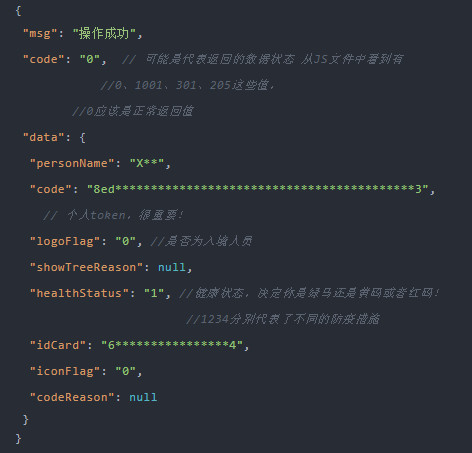 {
"msg": "操作成功",
"code": "0",  // 可能是代表返回的数据状态 从JS文件中看到有
//0、1001、301、205这些值，
//0应该是正常返回值
"data": {
"personName": "X**",
"code": "8ed******************************************3",
// 个人token，很重要！
"logoFlag": "0", //是否为入境人员
"showTreeReason": null,
"healthStatus": "1", //健康状态，决定你是绿码还是黄码或者红码！
//1234分别代表了不同的防疫措施
"idCard": "6****************4",
"iconFlag": "0",
"codeReason": null
}
}